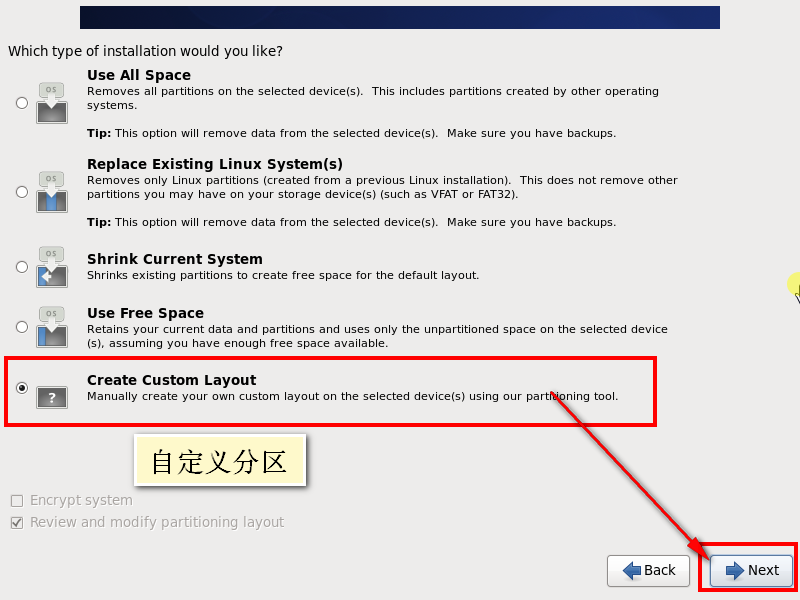 Which type of installation would you like?
OS
Use All Space
Removes all partitions on the selected device(s).  This includes partitions created by other operating
systems.
Tip: This option will remove data from the selected device(s).  Make sure you have backups.
OS
Replace Existing Linux System(s)
Removes only Linux partitions (created from a previous Linux installation).  This does not remove other
partitions you may have on your storage device(s) (such as VFAT or FAT32).
Tip: This option will remove data from the selected device(s).  Make sure you have backups.
OS
Shrink Current System
Shrinks existing partitions to create free space for the default layout.
OS
Use Free Space
Retains your current data and partitions and uses only the unpartitioned space on the selected device
(s), assuming you have enough free space available.
?
Create Custom Layout
Manually create your own custom layout on the selected device(s) using our partitioning tool.
自定义分区
Encrypt system
Review and modify partitioning layout
Back
Next